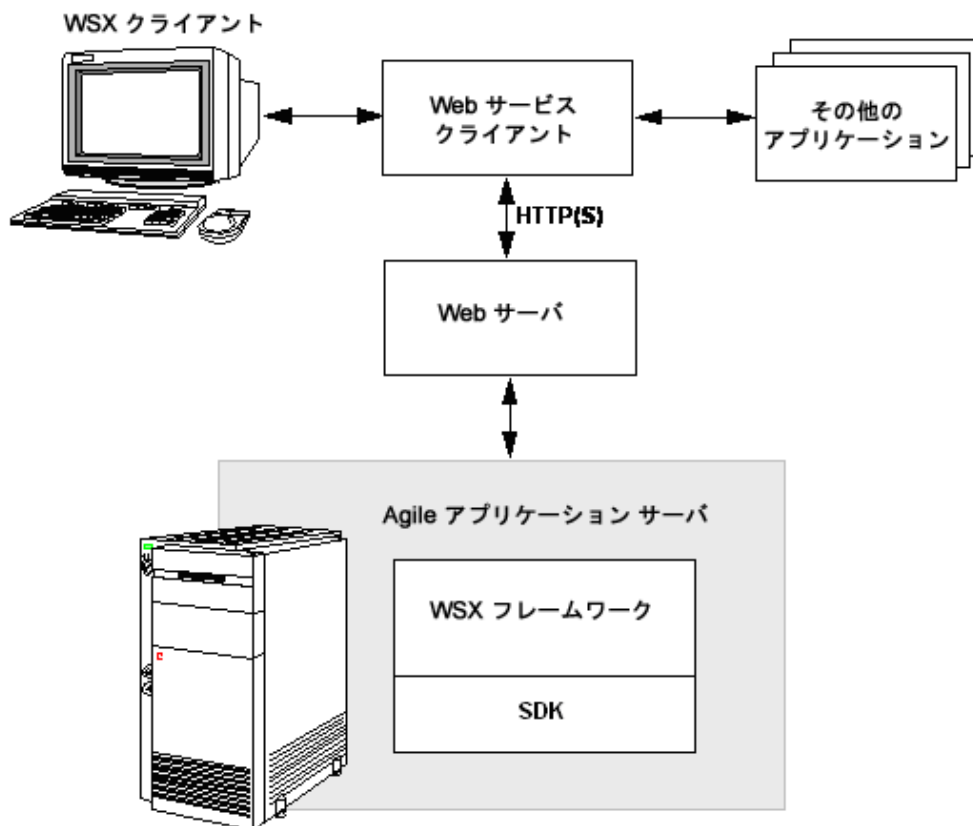 WSX クライアント
Web サービス
クライアント
その他の
アプリケーション
HTTP(S)
Web サーバ
Agile アプリケーション サーバ
WSX フレームワーク
SDK